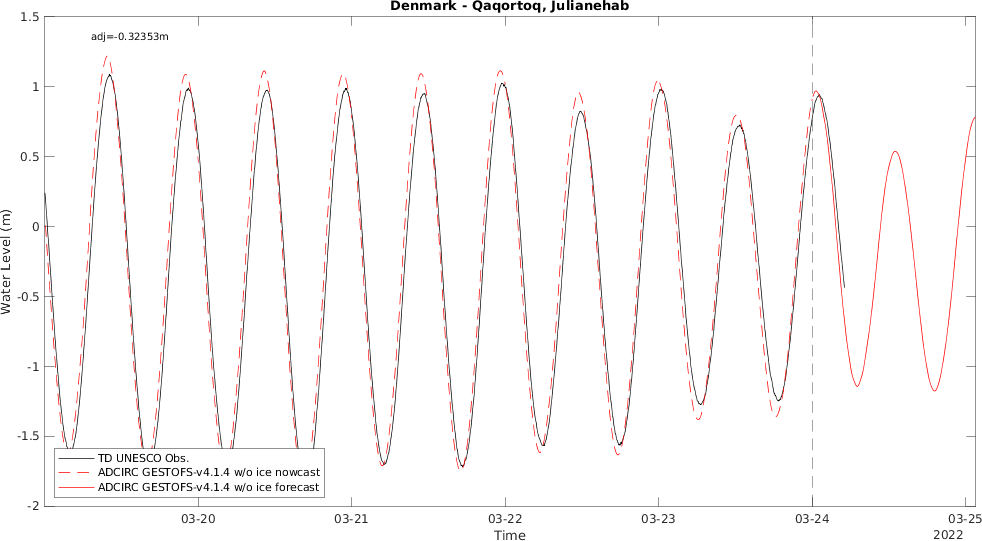 Denmark - Qaqortoq, Julianehab
adj=-0.32353m
1.5
1
0.5
0
-0.5
-1
-1.5
-2
Water Level (m)
TD UNESCO Obs.
ADCIRC GESTOFS-v4.1.4 w/o ice nowcast
ADCIRC GESTOFS-v4.1.4 w/o ice forecast
03-20 03-21 03-22 03-23 03-24 03-25
Time
2022